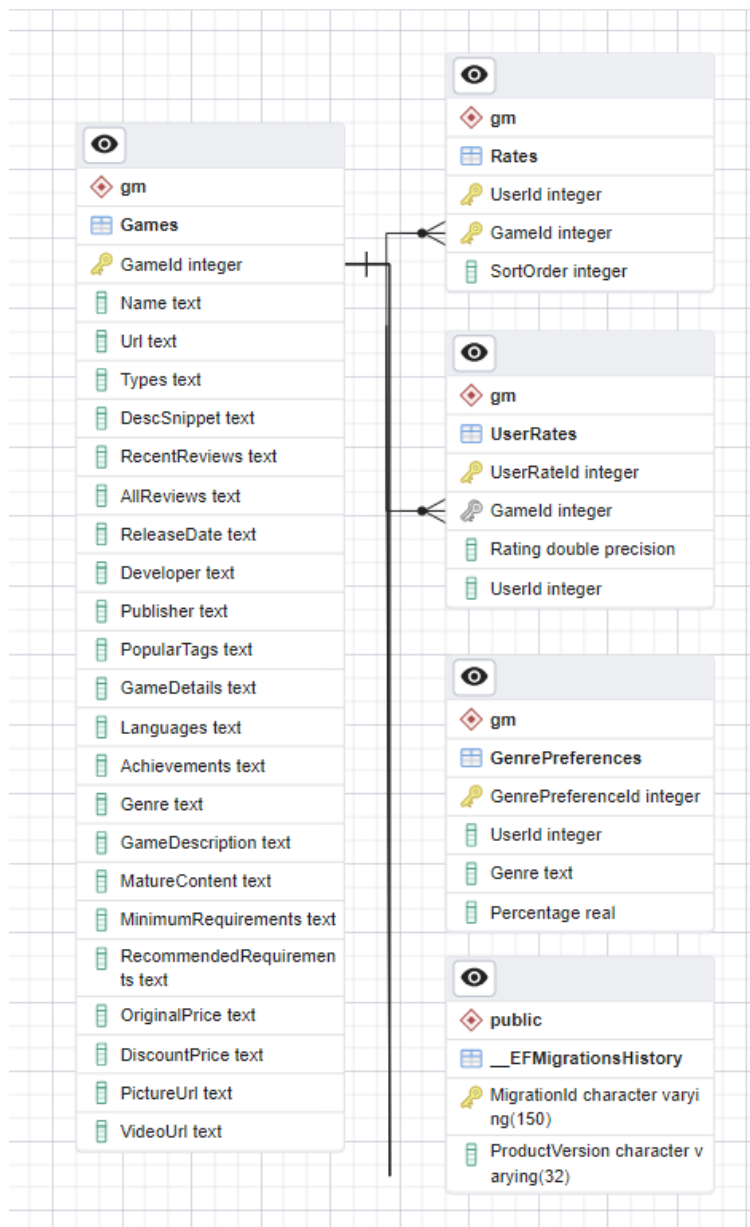 gm
Games
GameId integer
Name text
Url text
Types text
DescSnippet text
RecentReviews text
AllReviews text
ReleaseDate text
Developer text
Publisher text
PopularTags text
GameDetails text
Languages text
Achievements text
Genre text
GameDescription text
MatureContent text
MinimumRequirements text
RecommendedRequiremen
ts text
OriginalPrice text
DiscountPrice text
PictureUrl text
VideoUrl text
gm
Rates
UserId integer
GameId integer
SortOrder integer
gm
UserRates
UserRateId integer
GameId integer
Rating double precision
UserId integer
gm
GenrePreferences
GenrePreferenceId integer
UserId integer
Genre text
Percentage real
public
__EFMigrationsHistory
MigrationId character varyi
ng(150)
ProductVersion character v
arying(32)